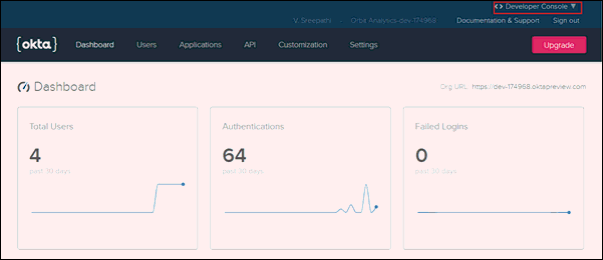 <> Developer Console ▼
V. Sreepathi Orba Analytics-dev-174968 Documentation & Support Sign out
{okta} Dashboard Users Applications API Customization Settings Upgrade
Dashboard Org URL: https://dev-174968.oktapreview.com
Total Users Authentications Failed Logins
4 64 0
past 30 days past 30 days past 30 days